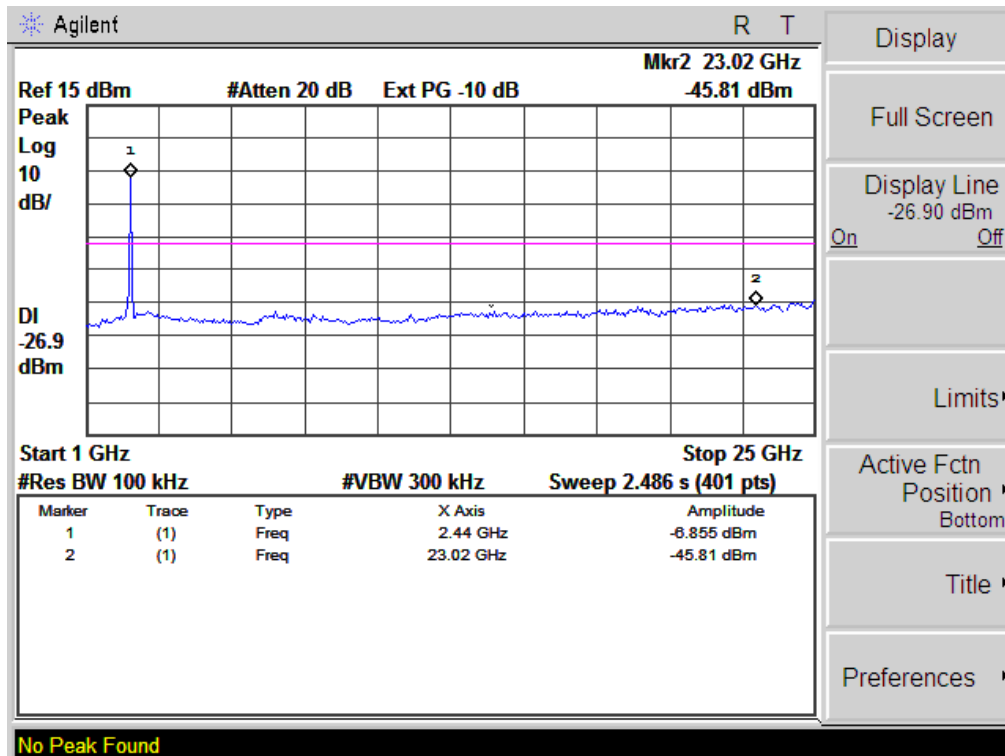 Agilent R T
Mkr2 23.02 GHz
Ref 15 dBm #Atten 20 dB Ext PG -10 dB -45.81 dBm
Peak
Log
10
dB/
1
2
DI
-26.9
dBm
Start 1 GHz Stop 25 GHz
#Res BW 100 kHz #VBW 300 kHz Sweep 2.486 s (401 pts)
Marker Trace Type X Axis Amplitude
1 (1) Freq 2.44 GHz -6.855 dBm
2 (1) Freq 23.02 GHz -45.81 dBm
No Peak Found
Display
Full Screen
Display Line
-26.90 dBm
On Off
Limits
Active Fctn
Position
Bottom
Title
Preferences